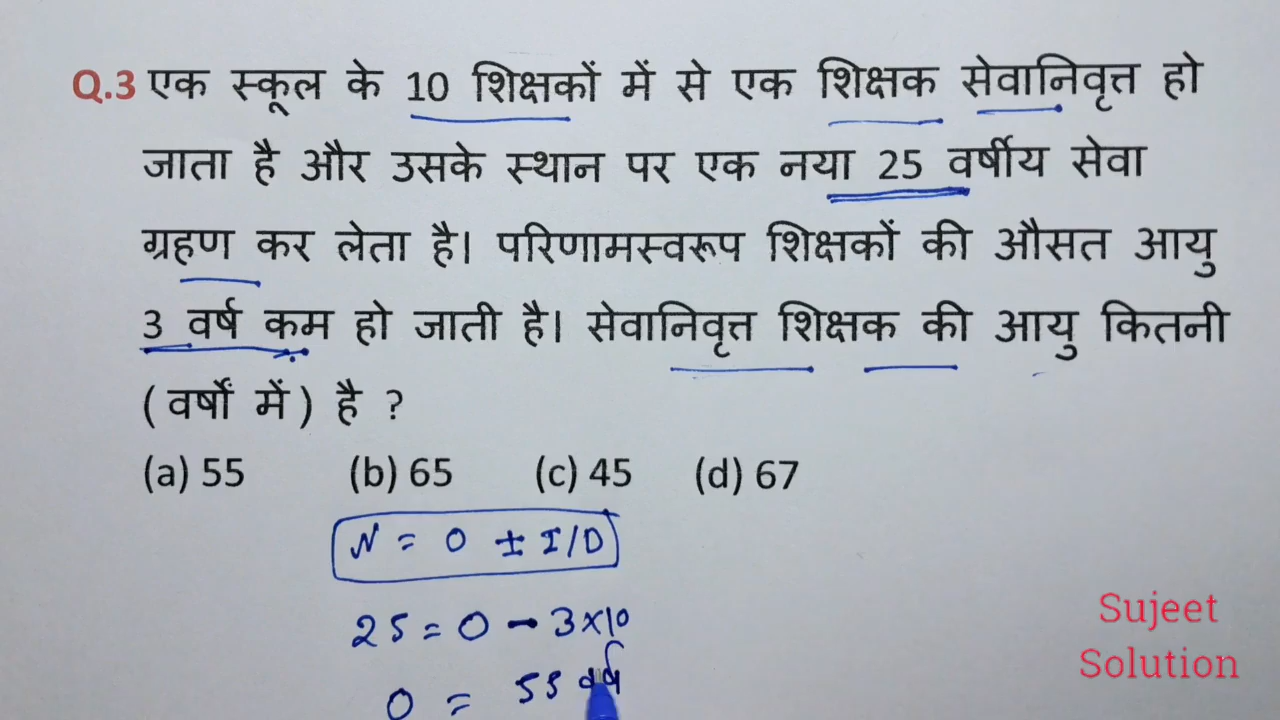 Q.3 एक स्कूल के 10 शिक्षकों में से एक शिक्षक सेवानिवृत्त हो
जाता है और उसके स्थान पर एक नया 25 वर्षीय सेवा
ग्रहण कर लेता है। परिणामस्वरूप शिक्षकों की औसत आयु
3 वर्ष कम हो जाती है। सेवानिवृत्त शिक्षक की आयु कितनी
( वर्षों में ) है ?
(a) 55 (b) 65 (c) 45 (d) 67
N = O ± I/D
25 = O - 3×10
O = 55 वर्ष
Sujeet
Solution